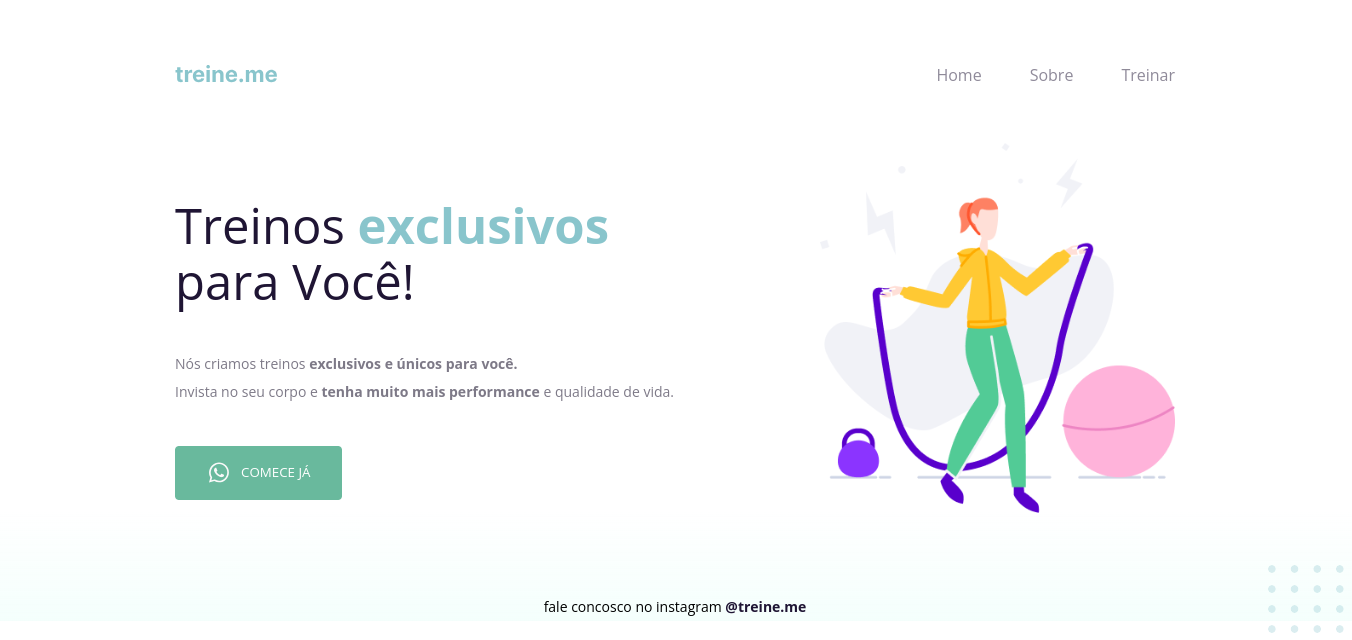 treine.me
Home Sobre Treinar
Treinos exclusivos
para Você!
Nós criamos treinos exclusivos e únicos para você.
Invista no seu corpo e tenha muito mais performance e qualidade de vida.
COMECE JÁ
fale concosco no instagram @treine.me